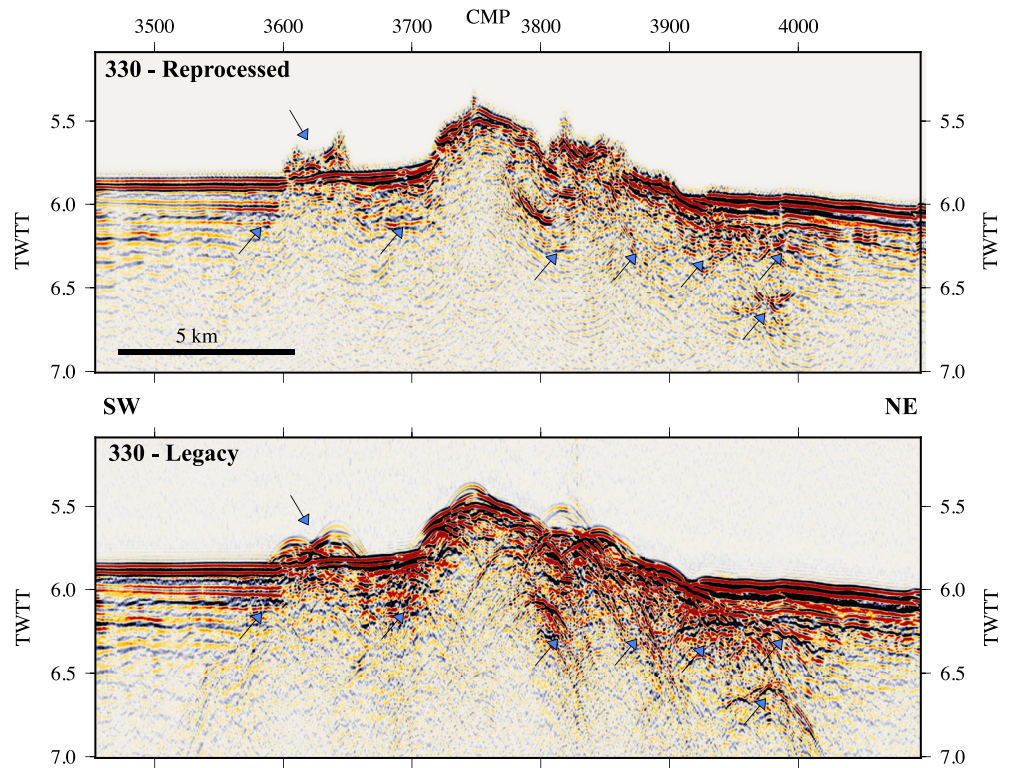 CMP
3500 3600 3700 3800 3900 4000
330 - Reprocessed
5.5 5.5
6.0 6.0
TWTT TWTT
6.5 6.5
5 km
7.0 7.0
SW NE
330 - Legacy
5.5 5.5
6.0 6.0
TWTT TWTT
6.5 6.5
7.0 7.0